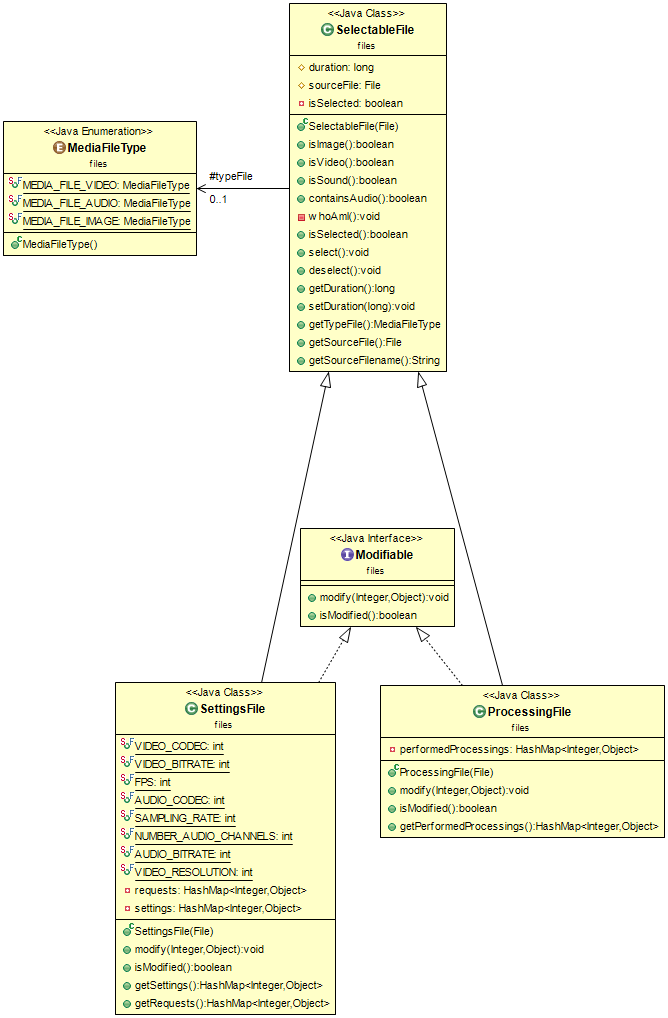 <<Java Class>>
SelectableFile
files
duration: long
sourceFile: File
isSelected: boolean
SelectableFile(File)
isImage():boolean
isVideo():boolean
isSound():boolean
containsAudio():boolean
whoAmI():void
isSelected():boolean
select():void
deselect():void
getDuration():long
setDuration(long):void
getTypeFile():MediaFileType
getSourceFile():File
getSourceFilename():String
<<Java Enumeration>>
MediaFileType
files
MEDIA_FILE_VIDEO: MediaFileType
MEDIA_FILE_AUDIO: MediaFileType
MEDIA_FILE_IMAGE: MediaFileType
MediaFileType()
#typeFile
0..1
<<Java Interface>>
Modifiable
files
modify(Integer,Object):void
isModified():boolean
<<Java Class>>
SettingsFile
files
VIDEO_CODEC: int
VIDEO_BITRATE: int
FPS: int
AUDIO_CODEC: int
SAMPLING_RATE: int
NUMBER_AUDIO_CHANNELS: int
AUDIO_BITRATE: int
VIDEO_RESOLUTION: int
requests: HashMap<Integer,Object>
settings: HashMap<Integer,Object>
SettingsFile(File)
modify(Integer,Object):void
isModified():boolean
getSettings():HashMap<Integer,Object>
getRequests():HashMap<Integer,Object>
<<Java Class>>
ProcessingFile
files
performedProcessings: HashMap<Integer,Object>
ProcessingFile(File)
modify(Integer,Object):void
isModified():boolean
getPerformedProcessings():HashMap<Integer,Object>